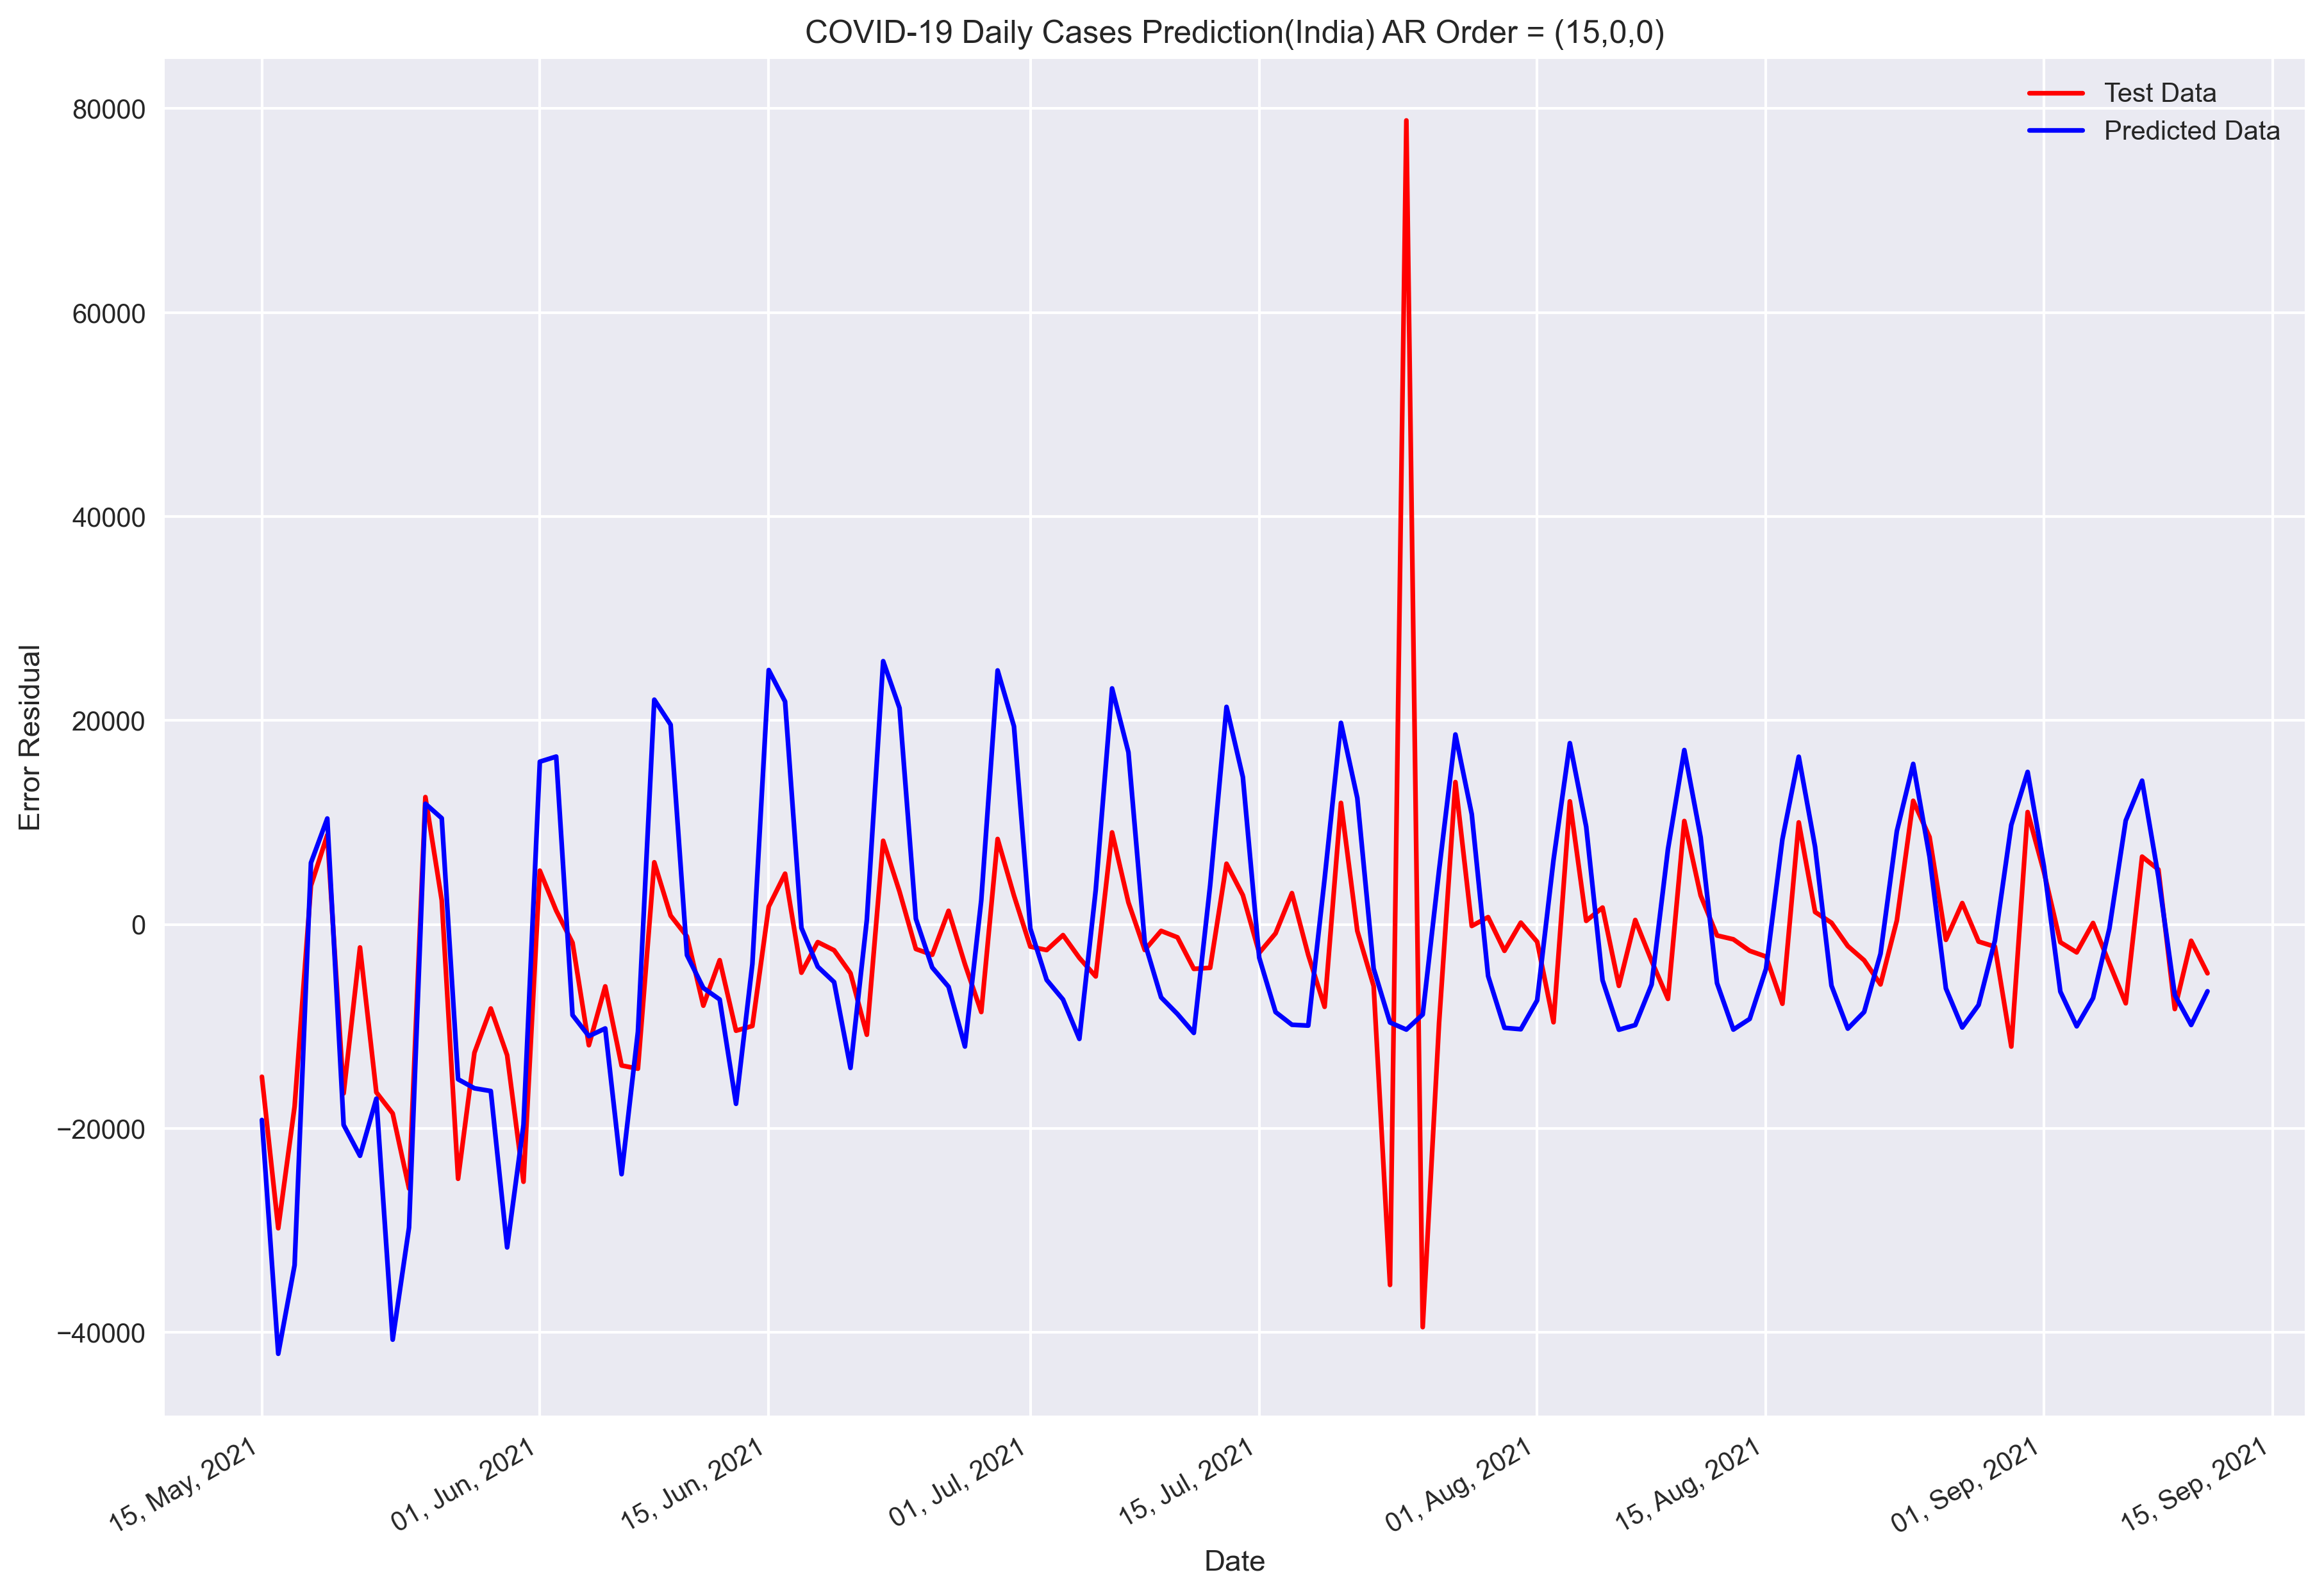 COVID-19 Daily Cases Prediction(India) AR Order = (15,0,0)
Test Data
Predicted Data
80000
60000
40000
20000
0
−20000
−40000
Error Residual
15, May, 2021
01, Jun, 2021
15, Jun, 2021
01, Jul, 2021
15, Jul, 2021
01, Aug, 2021
15, Aug, 2021
01, Sep, 2021
15, Sep, 2021
Date